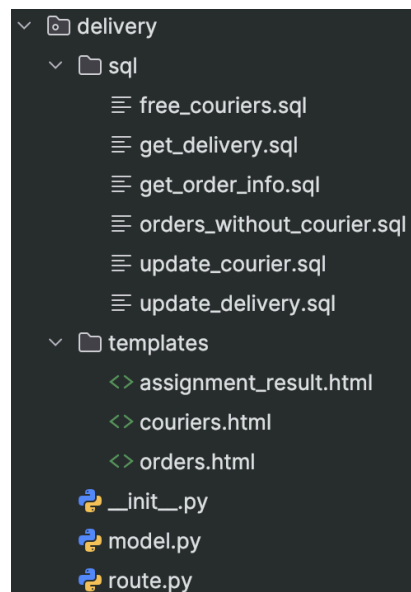 delivery
sql
free_couriers.sql
get_delivery.sql
get_order_info.sql
orders_without_courier.sql
update_courier.sql
update_delivery.sql
templates
assignment_result.html
couriers.html
orders.html
__init__.py
model.py
route.py